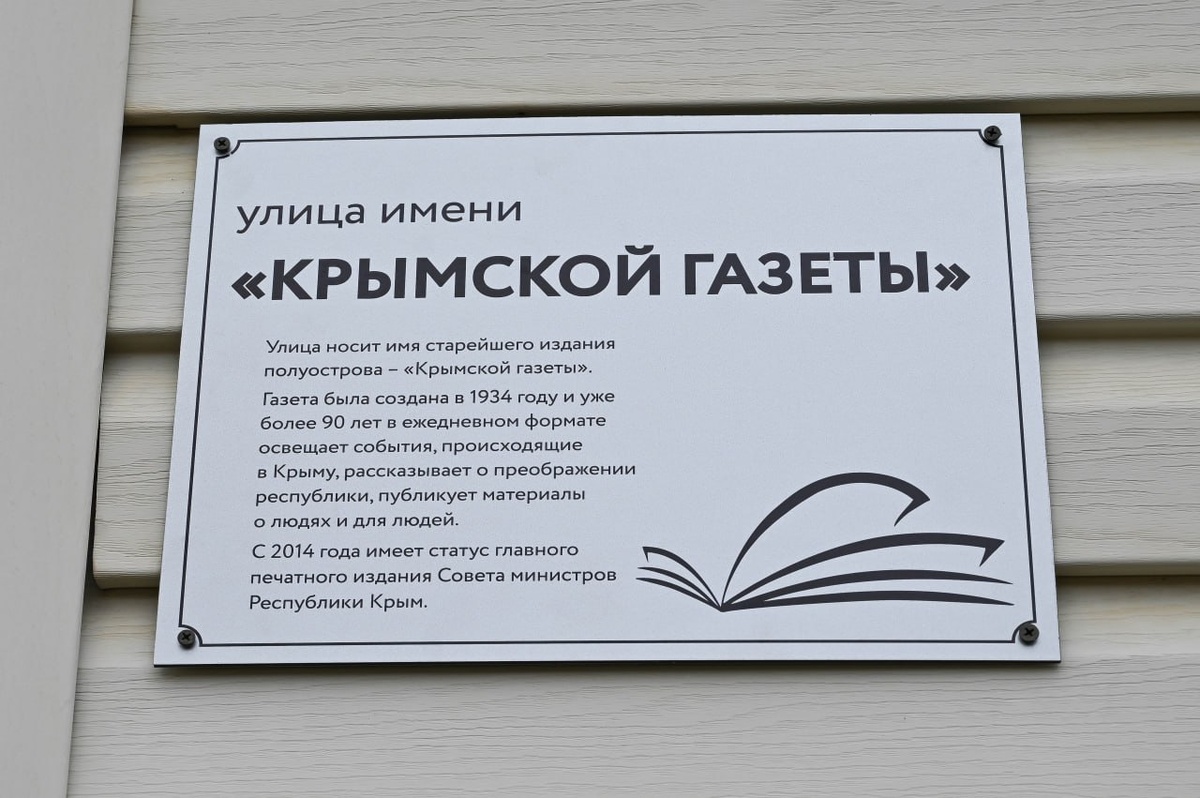 улица имени
«КРЫМСКОЙ ГАЗЕТЫ»
Улица носит имя старейшего издания
полуострова – «Крымской газеты».
Газета была создана в 1934 году и уже
более 90 лет в ежедневном формате
освещает события, происходящие
в Крыму, рассказывает о преображении
республики, публикует материалы
о людях и для людей.
С 2014 года имеет статус главного
печатного издания Совета министров
Республики Крым.